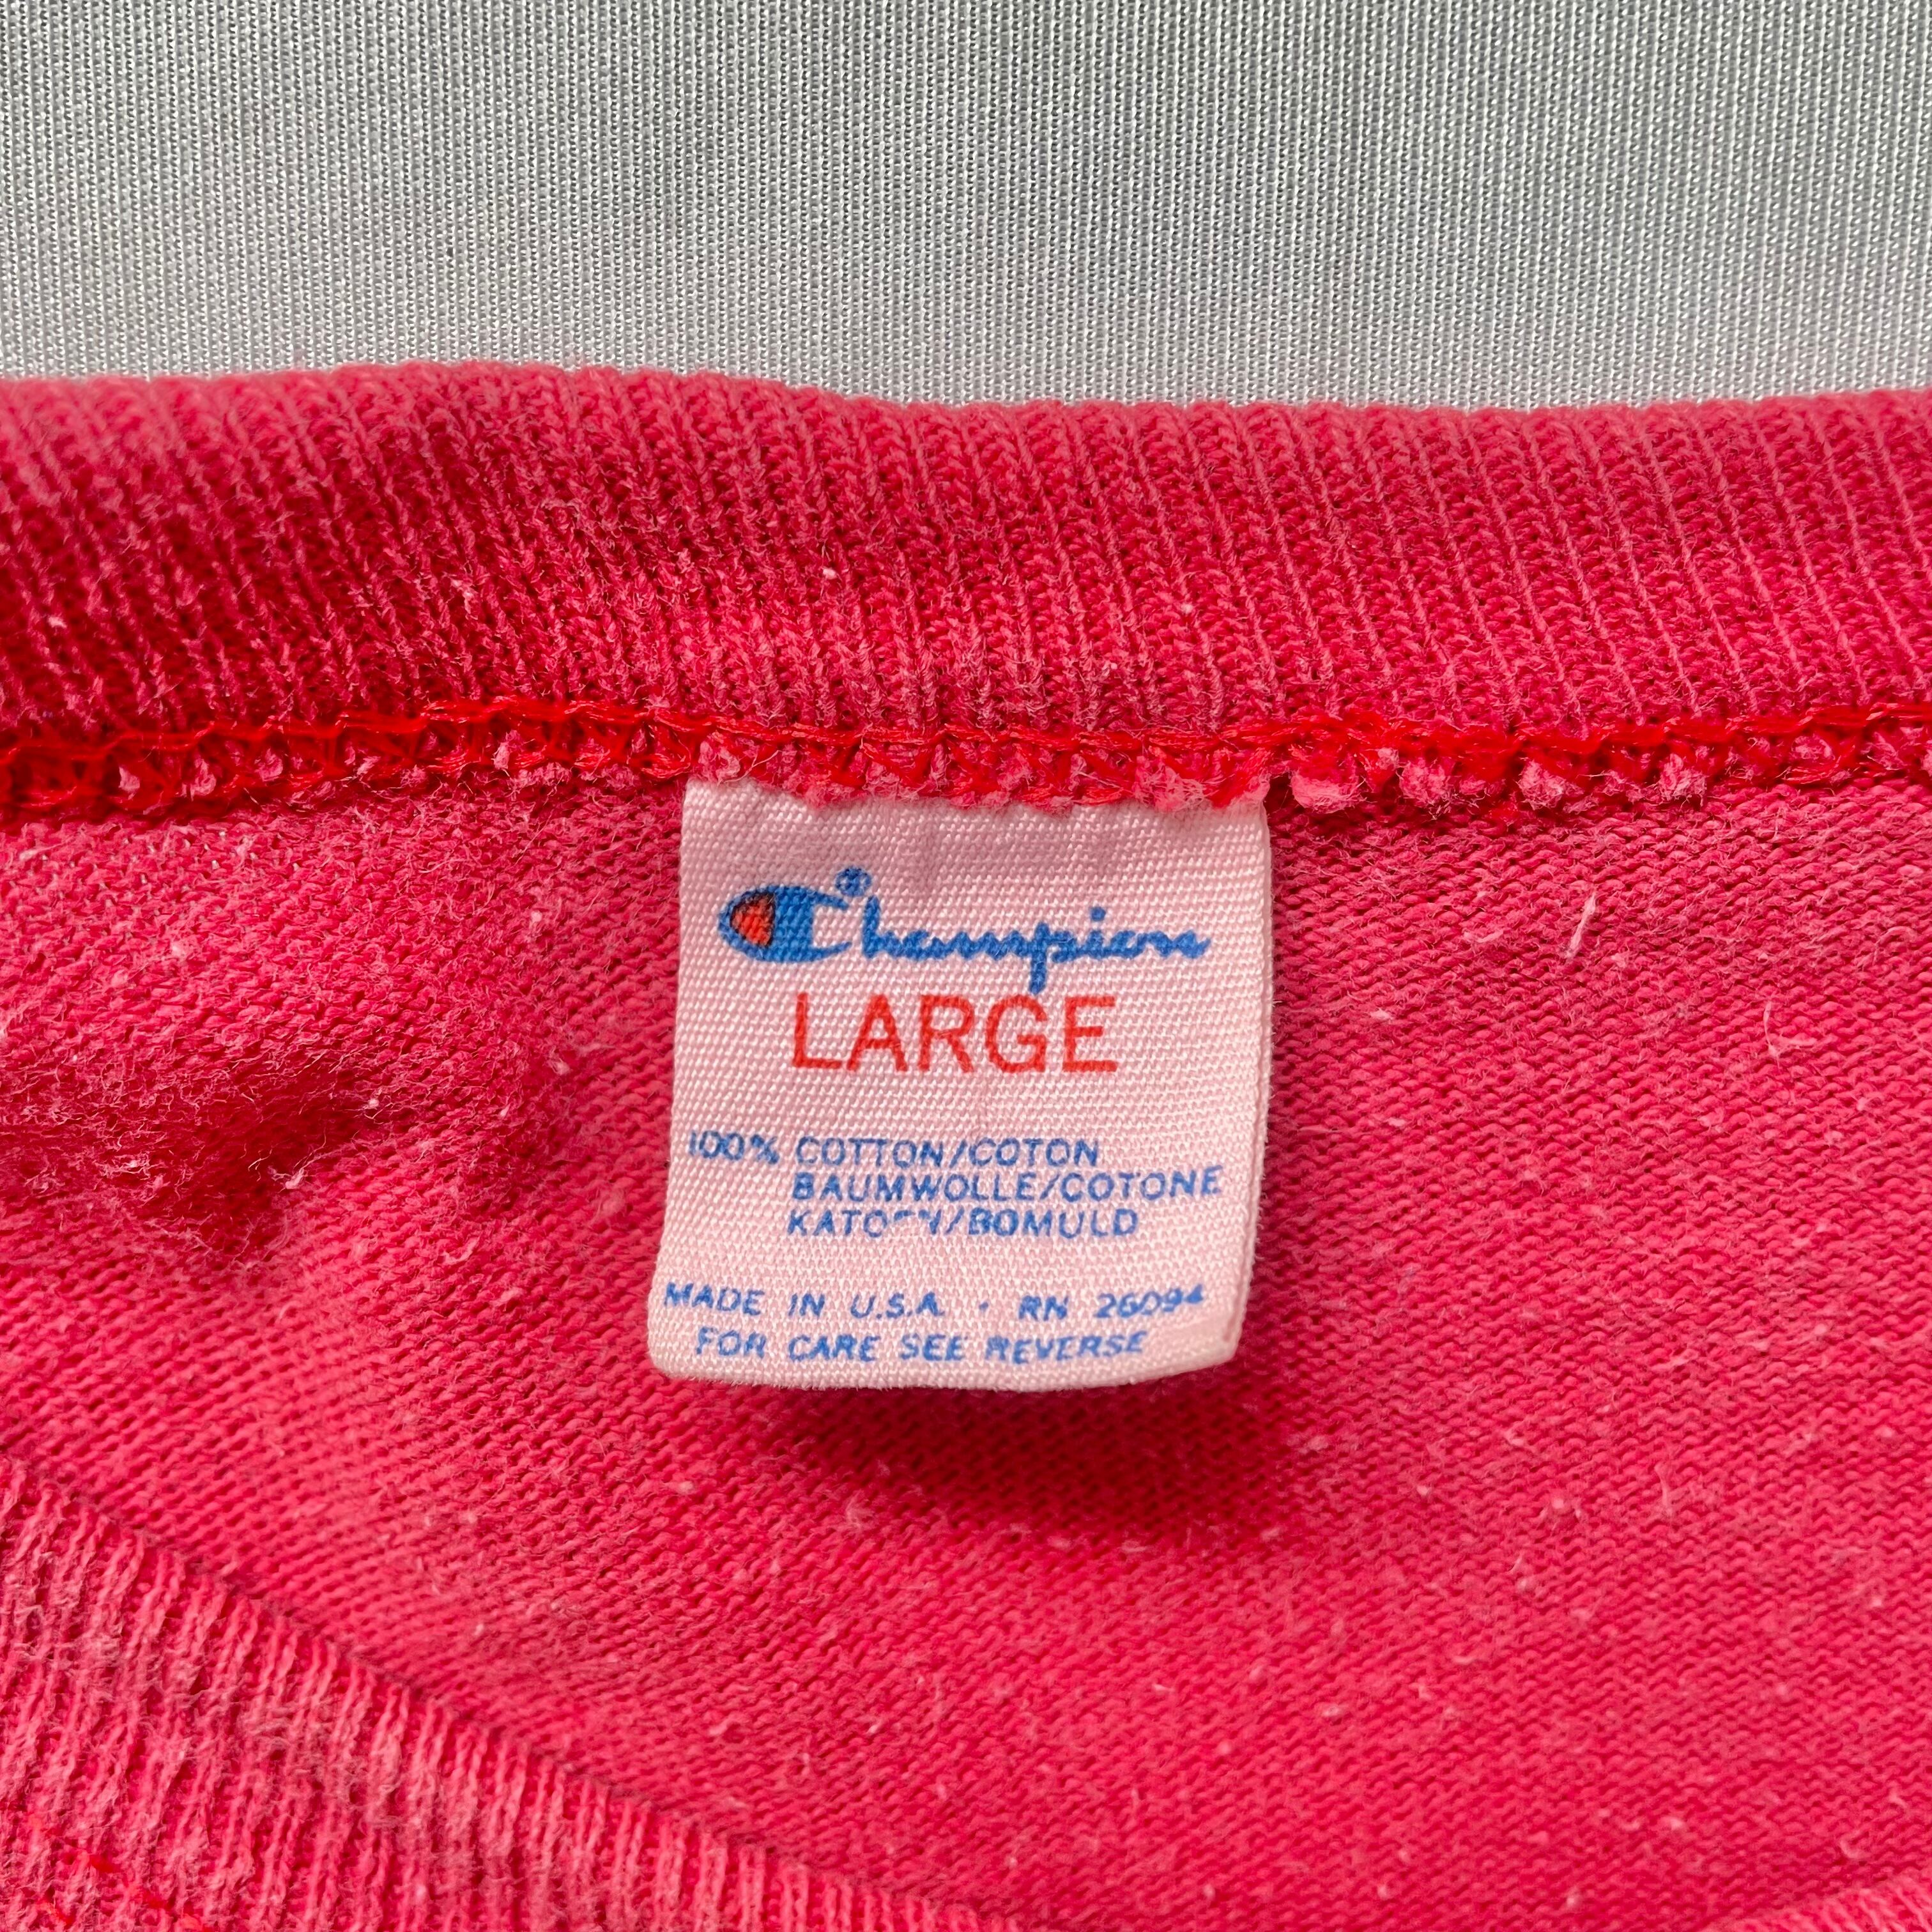 Champion
LARGE
100% COTTON/COTON
BAUMWOLLE/COTONE
BOMULD
MADE IN U.S.A. · RN 26094
FOR CARE SEE REVERSE